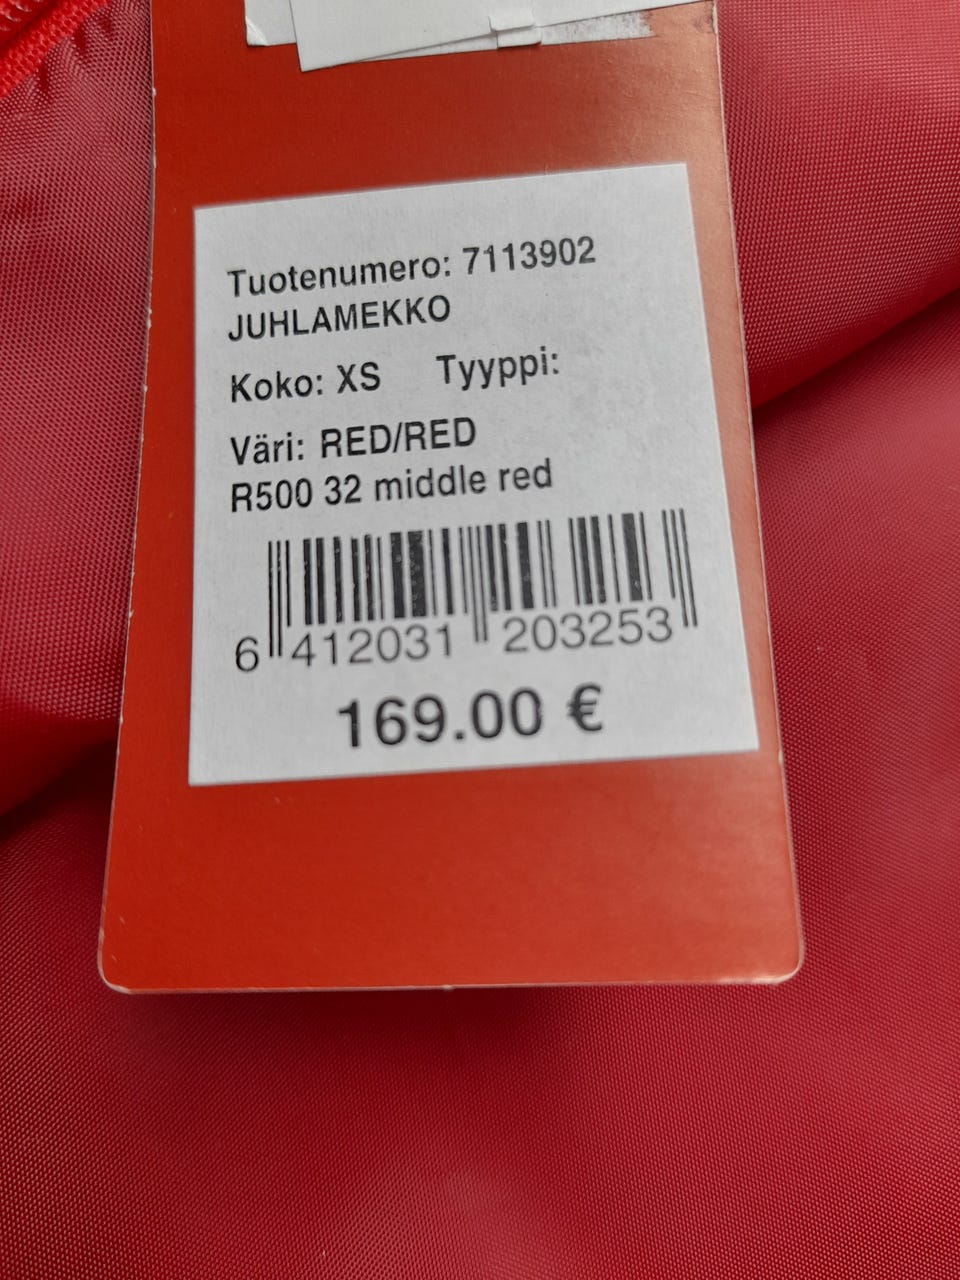 Tuotenumero: 7113902
JUHLAMEKKO
Koko: XS Tyyppi:
Väri: RED/RED
R500 32 middle red
6 412031 203253
169.00 €